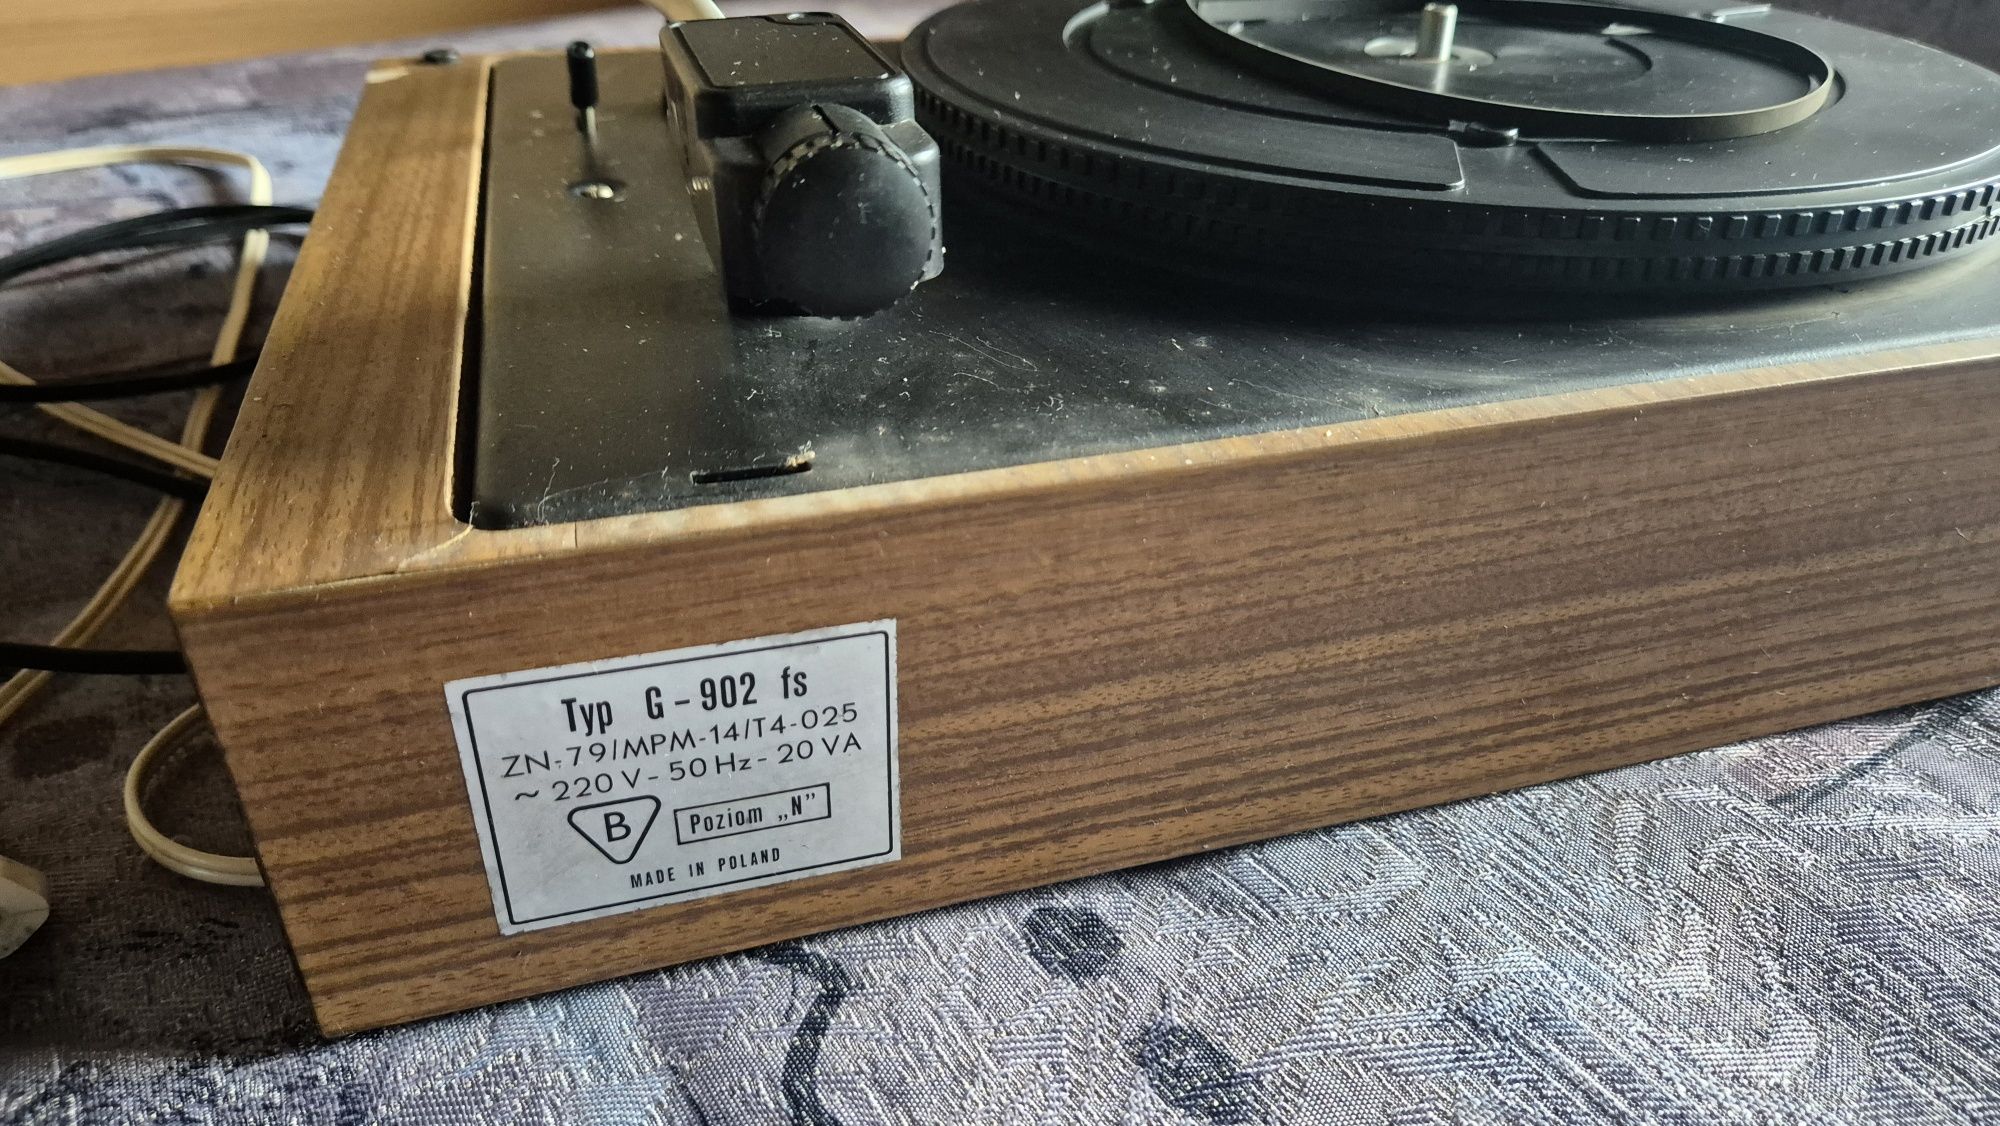 Typ G-902 fs
ZN-79/MPM-14/T4-025
~ 220 V - 50 Hz - 20 VA
B Poziom „N”
MADE IN POLAND